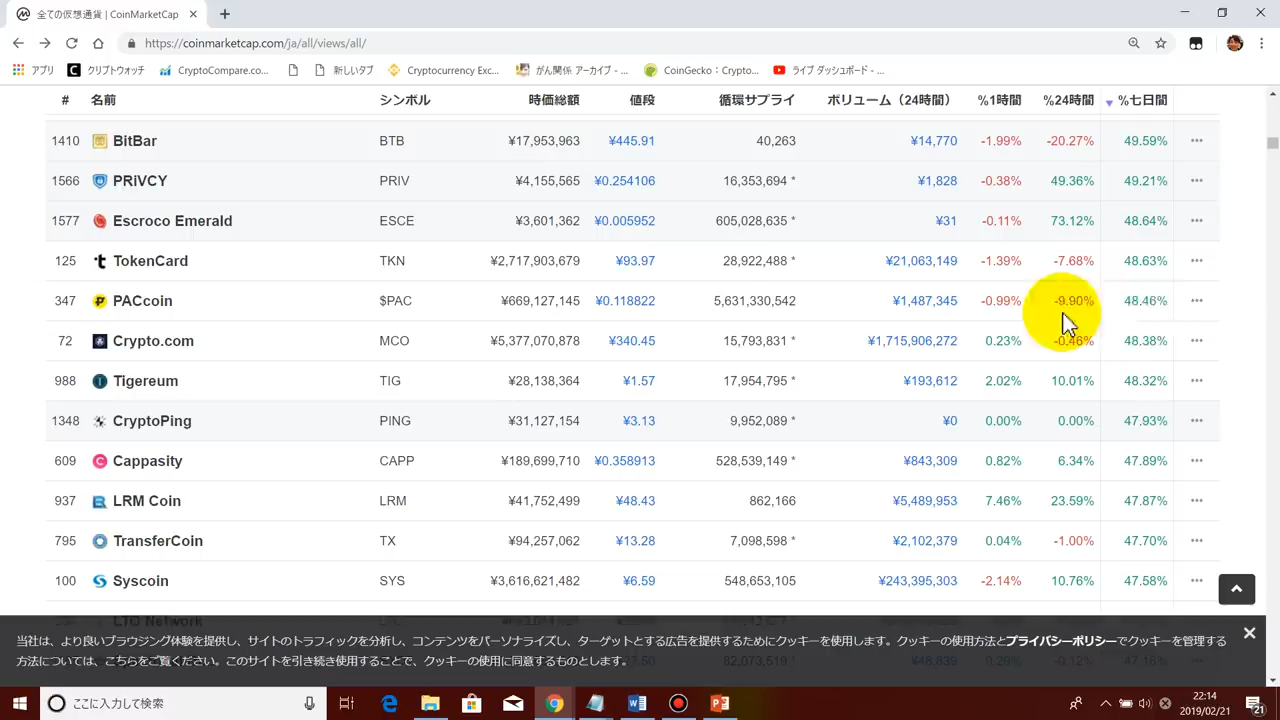 全ての仮想通貨 | CoinMarketCap
https://coinmarketcap.com/ja/all/views/all/
アプリ クリプトウォッチ CryptoCompare.co... 新しいタブ Cryptocurrency Exc... がん関係 アーカイブ - ... CoinGecko：Crypto... ライブ ダッシュボード - ...
# 名前 シンボル 時価総額 値段 循環サプライ ボリューム（24時間） %1時間 %24時間 %七日間
1410 BitBar BTB ¥17,953,963 ¥445.91 40,263 ¥14,770 -1.99% -20.27% 49.59%
1566 PRiVCY PRIV ¥4,155,565 ¥0.254106 16,353,694 * ¥1,828 -0.38% 49.36% 49.21%
1577 Escroco Emerald ESCE ¥3,601,362 ¥0.005952 605,028,635 * ¥31 -0.11% 73.12% 48.64%
125 TokenCard TKN ¥2,717,903,679 ¥93.97 28,922,488 * ¥21,063,149 -1.39% -7.68% 48.63%
347 PACcoin $PAC ¥669,127,145 ¥0.118822 5,631,330,542 ¥1,487,345 -0.99% -9.90% 48.46%
72 Crypto.com MCO ¥5,377,070,878 ¥340.45 15,793,831 * ¥1,715,906,272 0.23% -0.46% 48.38%
988 Tigereum TIG ¥28,138,364 ¥1.57 17,954,795 * ¥193,612 2.02% 10.01% 48.32%
1348 CryptoPing PING ¥31,127,154 ¥3.13 9,952,089 * ¥0 0.00% 0.00% 47.93%
609 Cappasity CAPP ¥189,699,710 ¥0.358913 528,539,149 * ¥843,309 0.82% 6.34% 47.89%
937 LRM Coin LRM ¥41,752,499 ¥48.43 862,166 ¥5,489,953 7.46% 23.59% 47.87%
795 TransferCoin TX ¥94,257,062 ¥13.28 7,098,598 * ¥2,102,379 0.04% -1.00% 47.70%
100 Syscoin SYS ¥3,616,621,482 ¥6.59 548,653,105 ¥243,395,303 -2.14% 10.76% 47.58%
LTO Network
当社は、より良いブラウジング体験を提供し、サイトのトラフィックを分析し、コンテンツをパーソナライズし、ターゲットとする広告を提供するためにクッキーを使用します。クッキーの使用方法とプライバシーポリシーでクッキーを管理する
方法については、こちらをご覧ください。このサイトを引き続き使用することで、クッキーの使用に同意するものとします。
82,073,519 * ¥48,839 0.29% -0.12% 47.16%
ここに入力して検索
22:14
2019/02/21
21